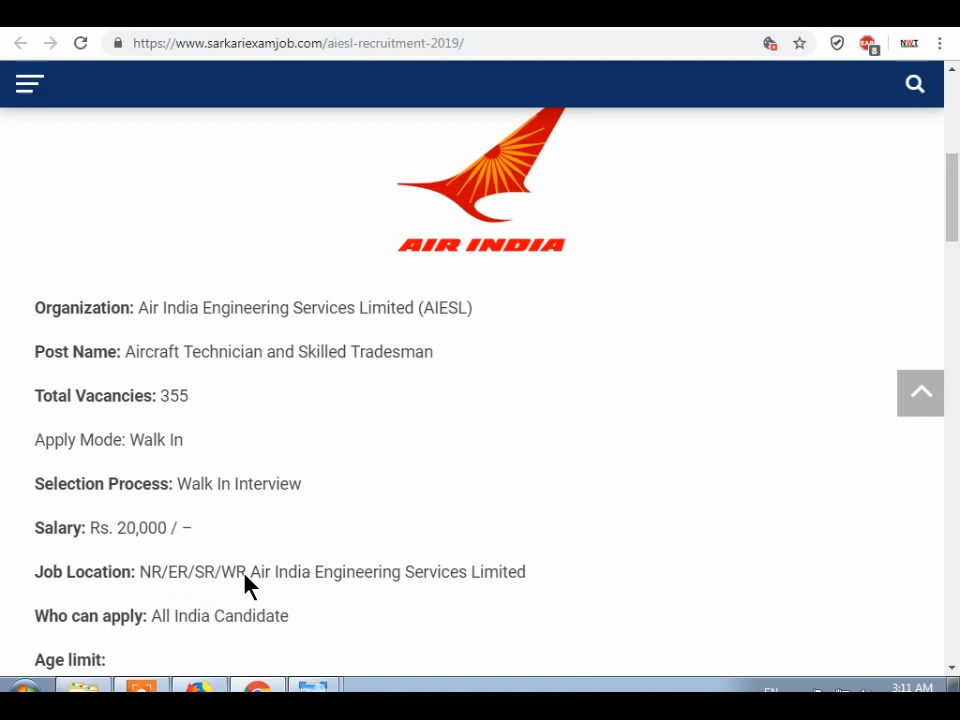 https://www.sarkariexamjob.com/aiesl-recruitment-2019/
8
NWT
AIR INDIA
Organization: Air India Engineering Services Limited (AIESL)
Post Name: Aircraft Technician and Skilled Tradesman
Total Vacancies: 355
Apply Mode: Walk In
Selection Process: Walk In Interview
Salary: Rs. 20,000 / –
Job Location: NR/ER/SR/WR Air India Engineering Services Limited
Who can apply: All India Candidate
Age limit:
EN
3:11 AM